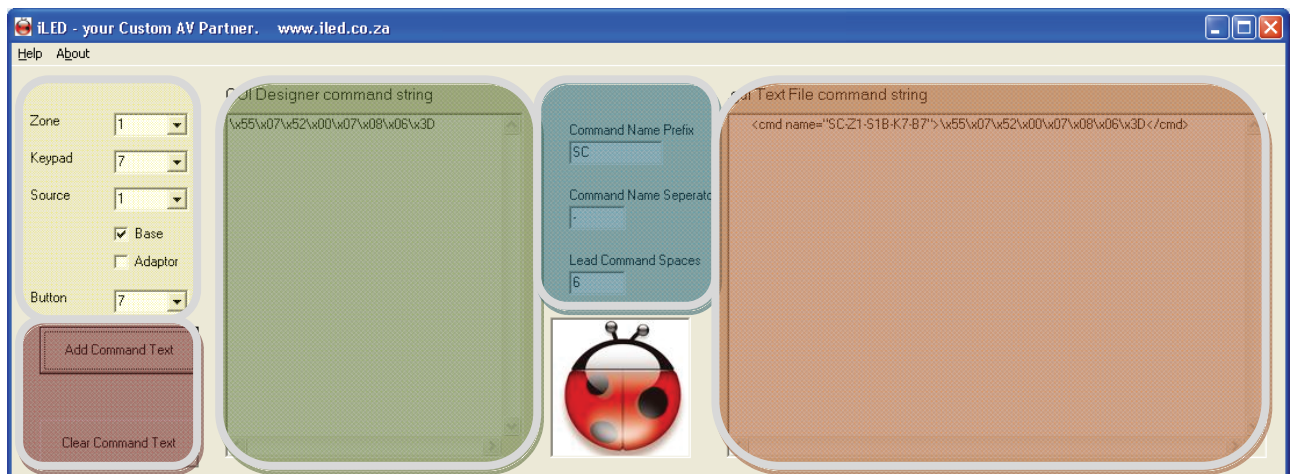 iLED - your Custom AV Partner. www.iled.co.za
Help About
Zone 1
Keypad 7
Source 1
Base
Adaptor
Button 7
Add Command Text
Clear Command Text
GUI Designer command string
\x55\x07\x52\x00\x07\x08\x06\x3D
Command Name Prefix
SC
Command Name Seperato
-
Lead Command Spaces
6
gui Text File command string
<cmd name="SC-Z1-S1B-K7-B7">\x55\x07\x52\x00\x07\x08\x06\x3D</cmd>